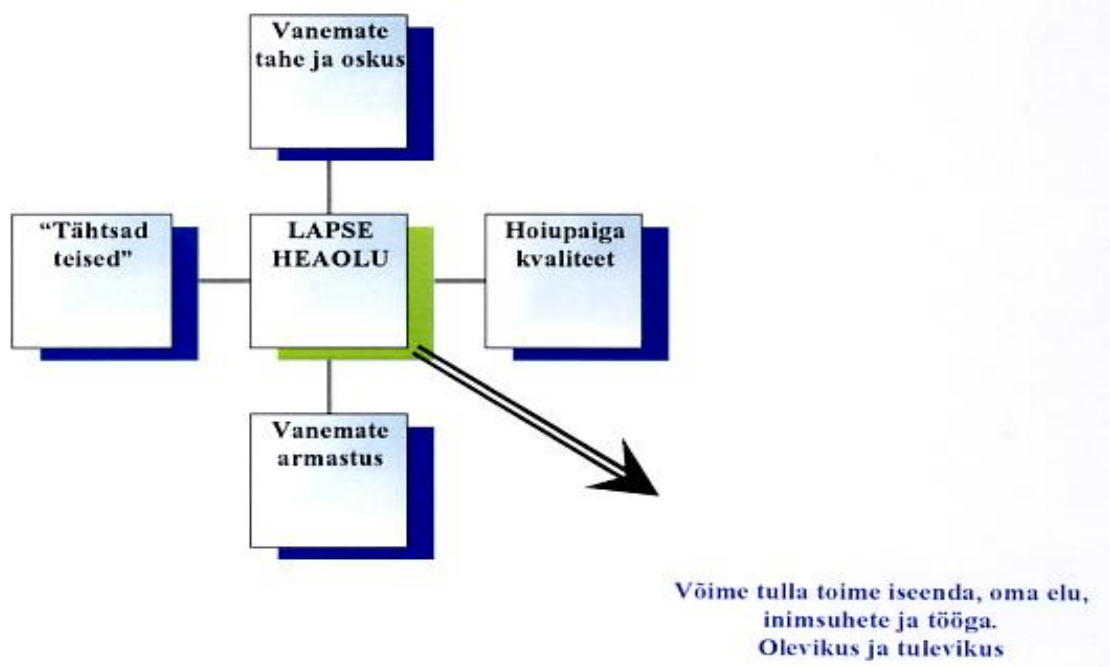 Vanemate
tahe ja oskus
“Tähtsad
teised”
LAPSE
HEAOLU
Hoiupaiga
kvaliteet
Vanemate
armastus
Võime tulla toime iseenda, oma elu,
inimsuhete ja tööga.
Olevikus ja tulevikus